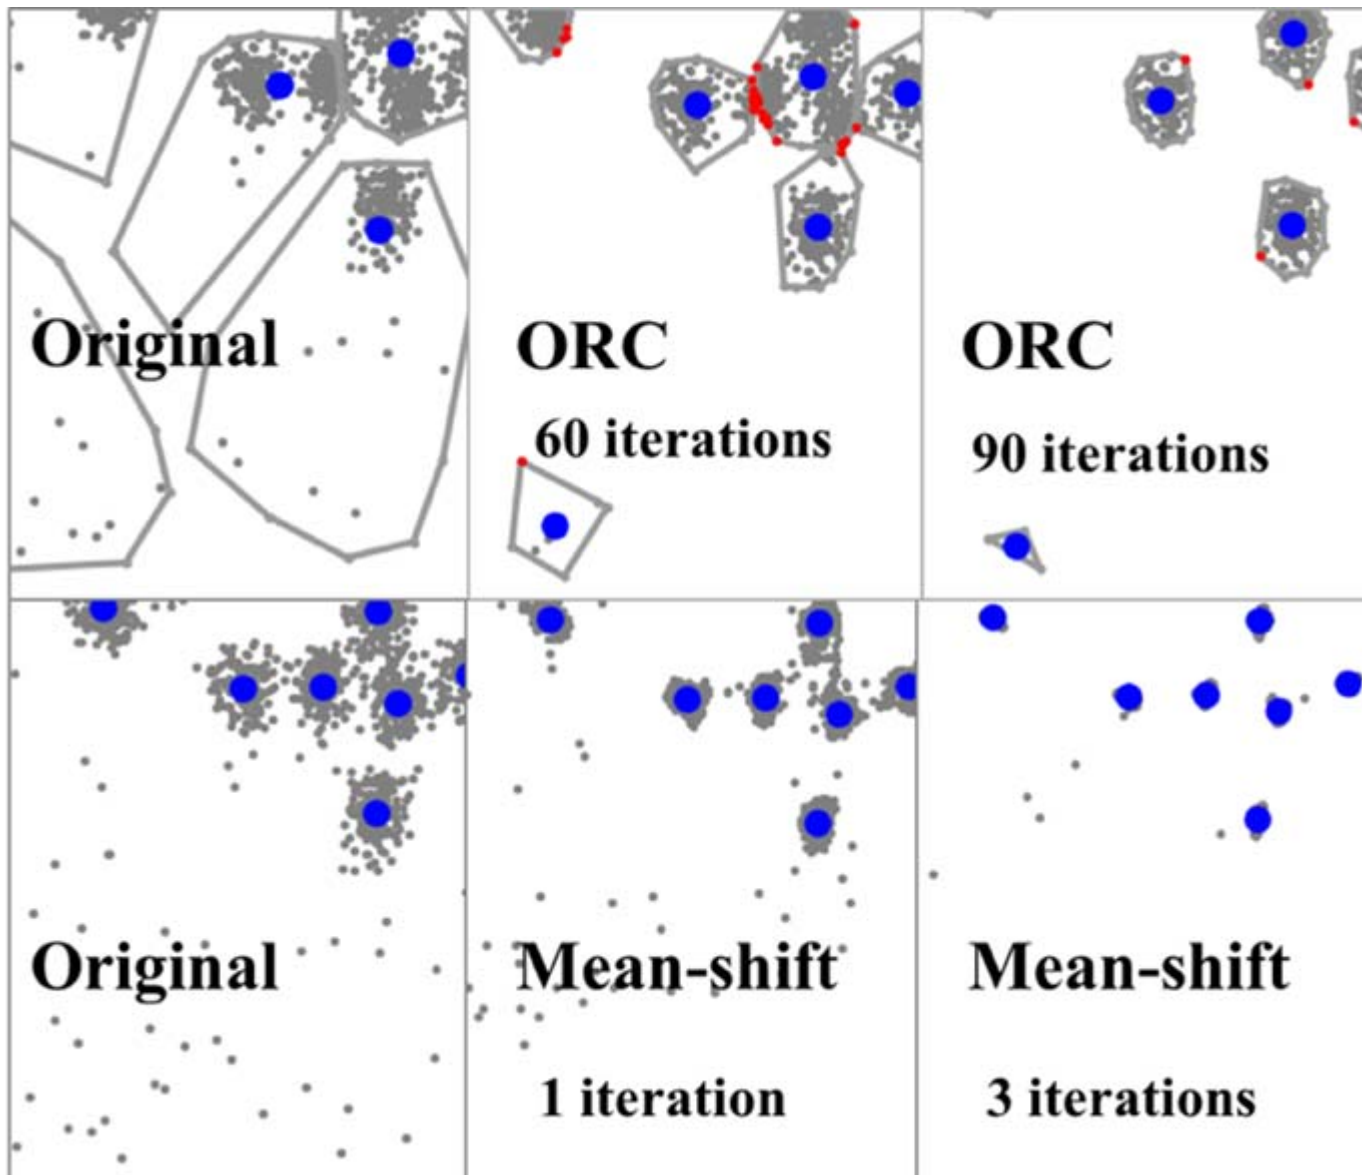 Original
ORC
60 iterations
ORC
90 iterations
Original
Mean-shift
1 iteration
Mean-shift
3 iterations